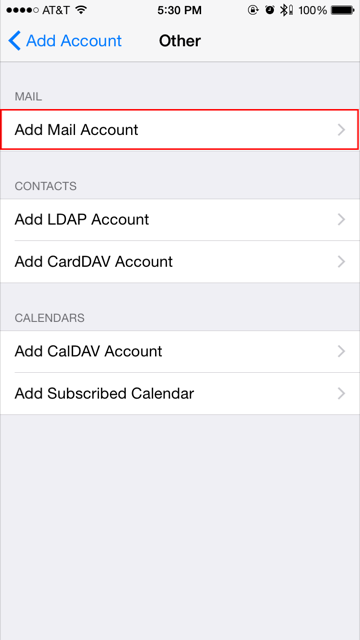 AT&T 5:30 PM 100%
Add Account Other
MAIL
Add Mail Account
CONTACTS
Add LDAP Account
Add CardDAV Account
CALENDARS
Add CalDAV Account
Add Subscribed Calendar